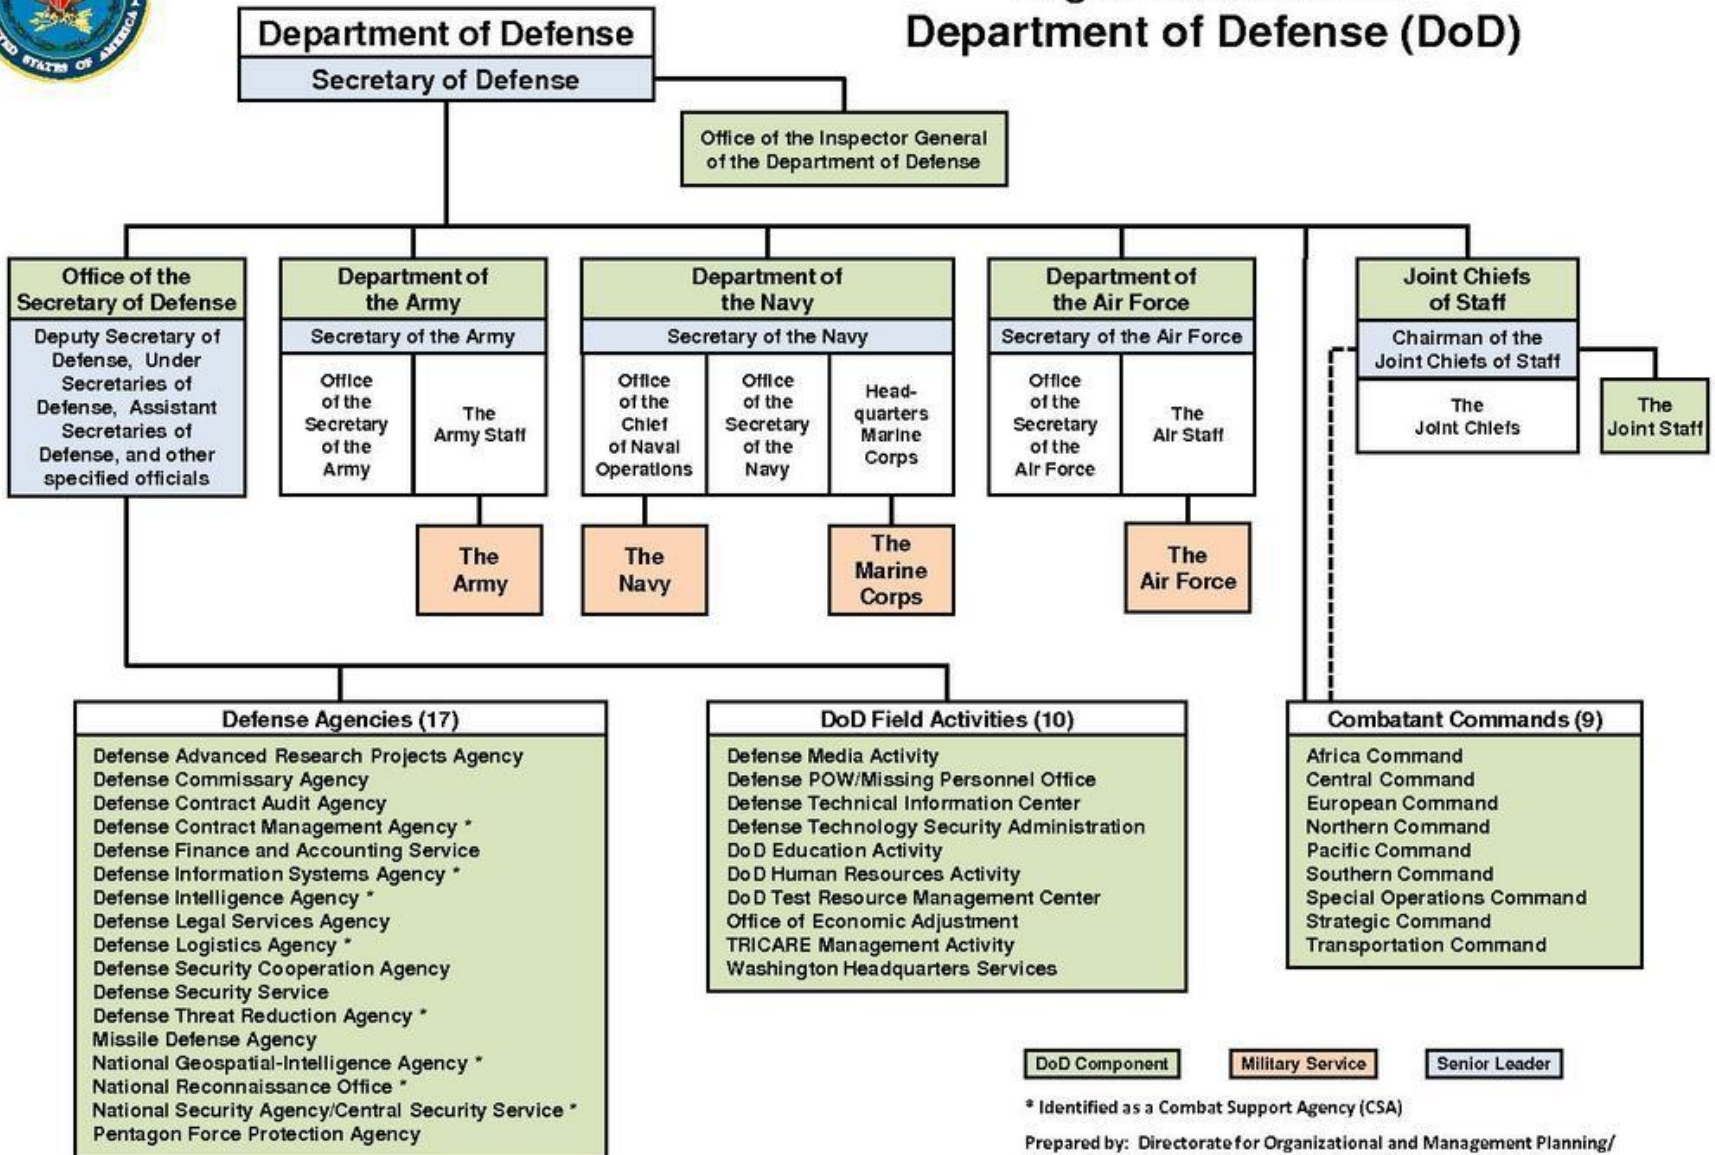 TED STATES OF AMERICA
Department of Defense (DoD)
Department of Defense
Secretary of Defense
Office of the Inspector General
of the Department of Defense
Office of the
Secretary of Defense
Deputy Secretary of
Defense, Under
Secretaries of
Defense, Assistant
Secretaries of
Defense, and other
specified officials
Department of
the Army
Secretary of the Army
Office
of the
Secretary
of the
Army
The
Army Staff
The
Army
Department of
the Navy
Secretary of the Navy
Office
of the
Chief
of Naval
Operations
Office
of the
Secretary
of the
Navy
Head-
quarters
Marine
Corps
The
Navy
The
Marine
Corps
Department of
the Air Force
Secretary of the Air Force
Office
of the
Secretary
of the
Air Force
The
Air Staff
The
Air Force
Joint Chiefs
of Staff
Chairman of the
Joint Chiefs of Staff
The
Joint Chiefs
The
Joint Staff
Defense Agencies (17)
Defense Advanced Research Projects Agency
Defense Commissary Agency
Defense Contract Audit Agency
Defense Contract Management Agency *
Defense Finance and Accounting Service
Defense Information Systems Agency *
Defense Intelligence Agency *
Defense Legal Services Agency
Defense Logistics Agency *
Defense Security Cooperation Agency
Defense Security Service
Defense Threat Reduction Agency *
Missile Defense Agency
National Geospatial-Intelligence Agency *
National Reconnaissance Office *
National Security Agency/Central Security Service *
Pentagon Force Protection Agency
DoD Field Activities (10)
Defense Media Activity
Defense POW/Missing Personnel Office
Defense Technical Information Center
Defense Technology Security Administration
DoD Education Activity
DoD Human Resources Activity
DoD Test Resource Management Center
Office of Economic Adjustment
TRICARE Management Activity
Washington Headquarters Services
Combatant Commands (9)
Africa Command
Central Command
European Command
Northern Command
Pacific Command
Southern Command
Special Operations Command
Strategic Command
Transportation Command
DoD Component
Military Service
Senior Leader
* Identified as a Combat Support Agency (CSA)
Prepared by: Directorate for Organizational and Management Planning/